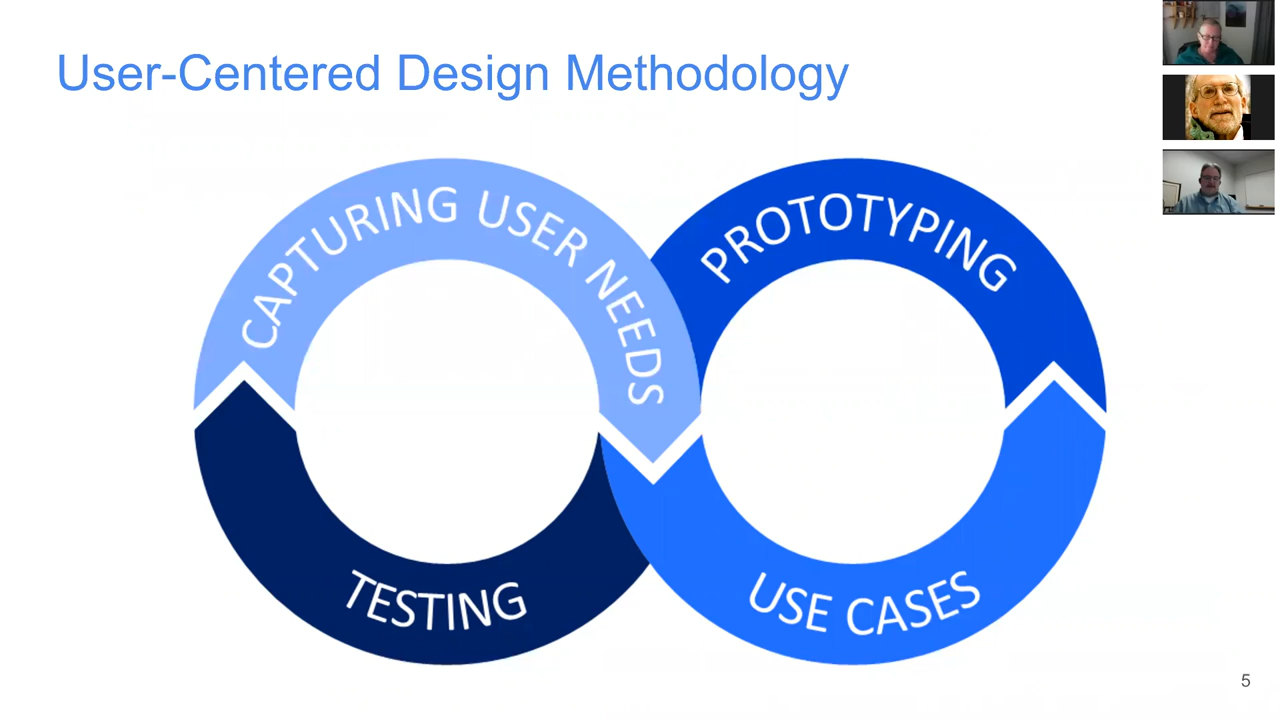 User-Centered Design Methodology
CAPTURING USER NEEDS
PROTOTYPING
TESTING
USE CASES
5